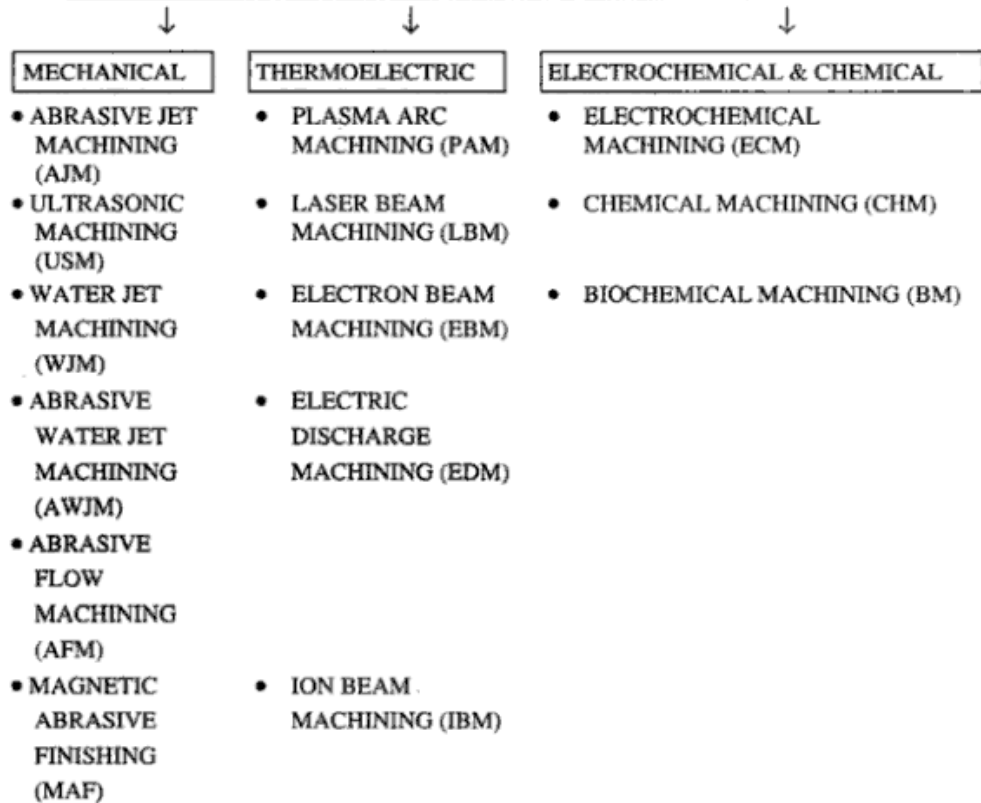 MECHANICAL
• ABRASIVE JET
MACHINING
(AJM)
• ULTRASONIC
MACHINING
(USM)
• WATER JET
MACHINING
(WJM)
• ABRASIVE
WATER JET
MACHINING
(AWJM)
• ABRASIVE
FLOW
MACHINING
(AFM)
• MAGNETIC
ABRASIVE
FINISHING
(MAF)
THERMOELECTRIC
• PLASMA ARC
MACHINING (PAM)
• LASER BEAM
MACHINING (LBM)
• ELECTRON BEAM
MACHINING (EBM)
• ELECTRIC
DISCHARGE
MACHINING (EDM)
• ION BEAM
MACHINING (IBM)
ELECTROCHEMICAL & CHEMICAL
• ELECTROCHEMICAL
MACHINING (ECM)
• CHEMICAL MACHINING (CHM)
• BIOCHEMICAL MACHINING (BM)